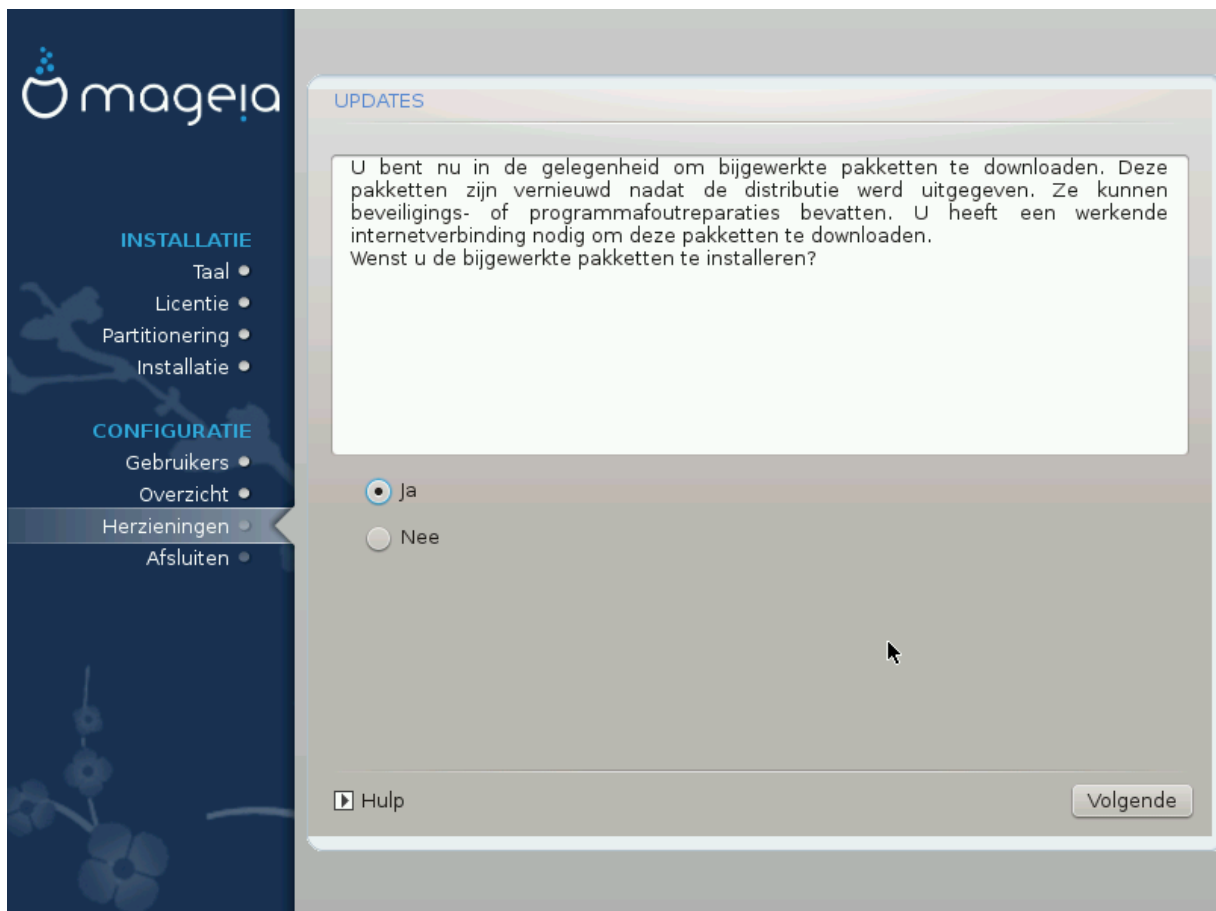 mageia
INSTALLATIE
Taal
Licentie
Partitionering
Installatie
CONFIGURATIE
Gebruikers
Overzicht
Herzieningen
Afsluiten
UPDATES
U bent nu in de gelegenheid om bijgewerkte pakketten te downloaden. Deze
pakketten zijn vernieuwd nadat de distributie werd uitgegeven. Ze kunnen
beveiligings- of programmafoutreparaties bevatten. U heeft een werkende
internetverbinding nodig om deze pakketten te downloaden.
Wenst u de bijgewerkte pakketten te installeren?
Ja
Nee
Hulp
Volgende